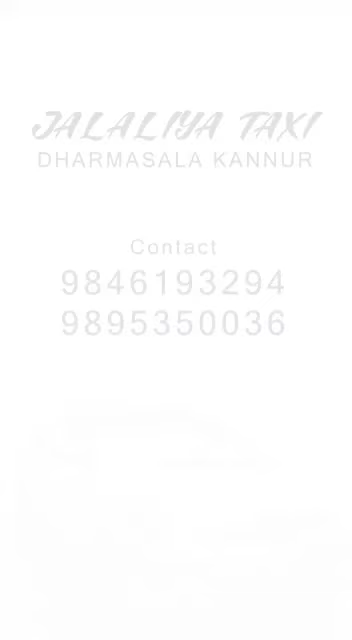 JALALIYA TAXI
DHARMASALA KANNUR
Contact
9846193294
9895350036